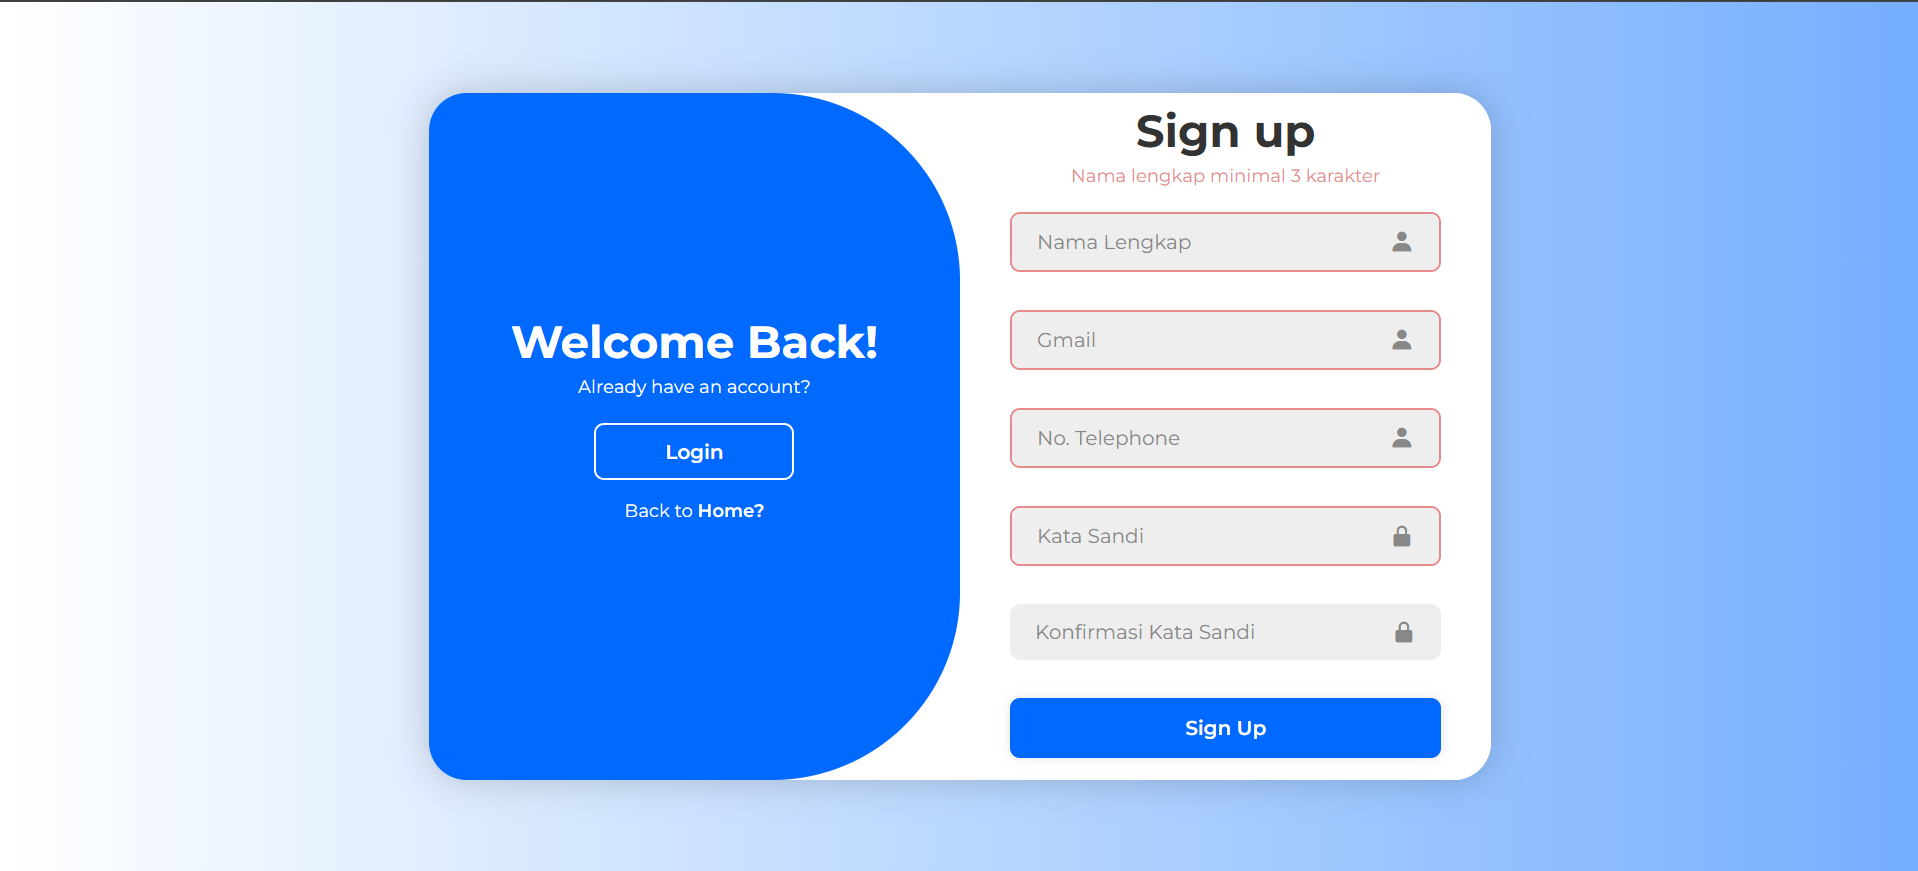 Welcome Back!
Already have an account?
Login
Back to Home?
Sign up
Nama lengkap minimal 3 karakter
Nama Lengkap
Gmail
No. Telephone
Kata Sandi
Konfirmasi Kata Sandi
Sign Up